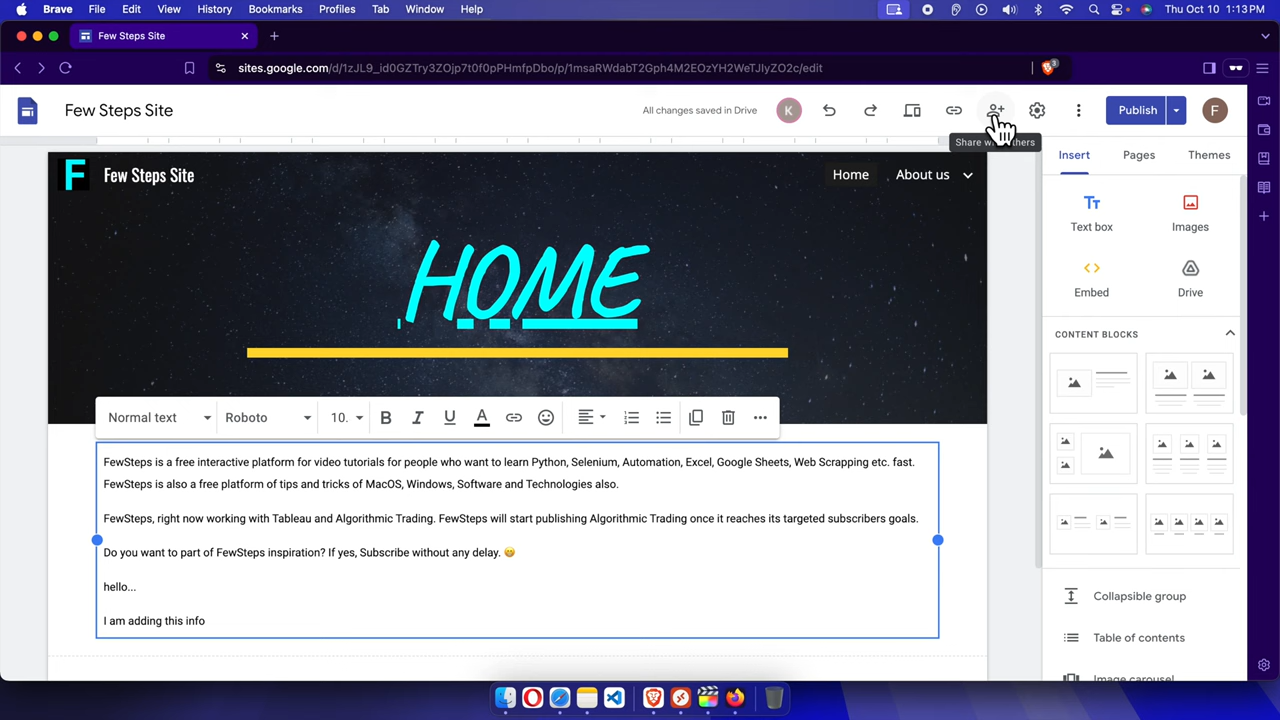 Brave File Edit View History Bookmarks Profiles Tab Window Help Thu Oct 10 1:13 PM
Few Steps Site
sites.google.com/d/1zJL9_id0GZTry3ZOjp7t0f0pPHmfpDbo/p/1msaRWdabT2Gph4M2EOzYH2WeTJIyZO2c/edit 3
Few Steps Site All changes saved in Drive K Publish F
Share
Insert Pages Themes
F Few Steps Site Home About us
Text box Images
HOME
Embed Drive
CONTENT BLOCKS
Normal text Roboto 10. B I U A
FewSteps is a free interactive platform for video tutorials for people who want to learn Python, Selenium, Automation, Excel, Google Sheets, Web Scrapping etc. fast.
FewSteps is also a free platform of tips and tricks of MacOS, Windows, Software and Technologies also.
FewSteps, right now working with Tableau and Algorithmic Trading. FewSteps will start publishing Algorithmic Trading once it reaches its targeted subscribers goals.
Do you want to part of FewSteps inspiration? If yes, Subscribe without any delay. 😄
hello...
I am adding this info
Collapsible group
Table of contents
Image carousel